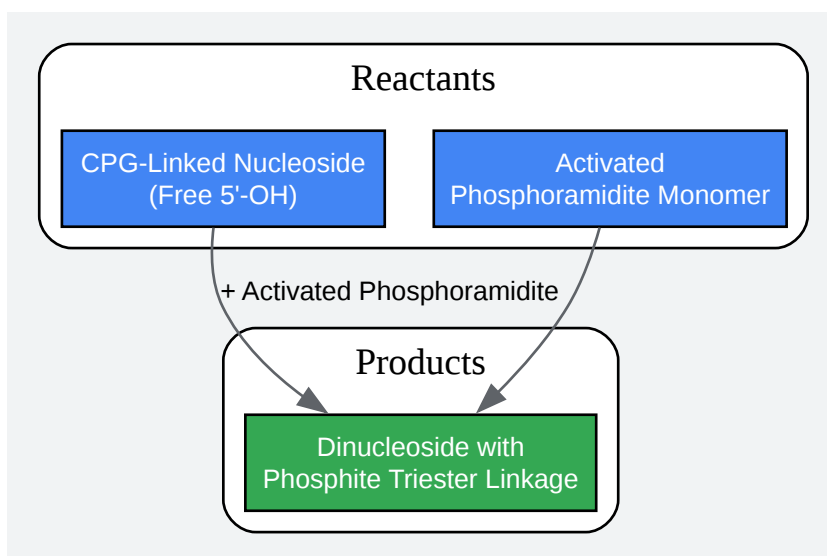 Reactants
CPG-Linked Nucleoside
(Free 5'-OH)
Activated
Phosphoramidite Monomer
+ Activated Phosphoramidite
Products
Dinucleoside with
Phosphite Triester Linkage